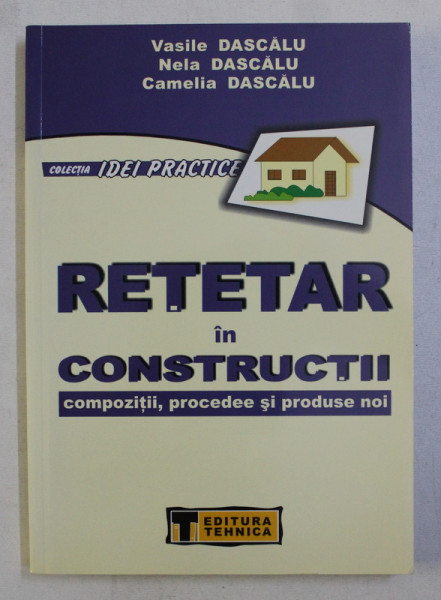 Vasile DASCĂLU
Nela DASCĂLU
Camelia DASCĂLU
COLECȚIA IDEI PRACTICE
REȚETAR
în
CONSTRUCȚII
compoziții, procedee și produse noi
T EDITURA
TEHNICA